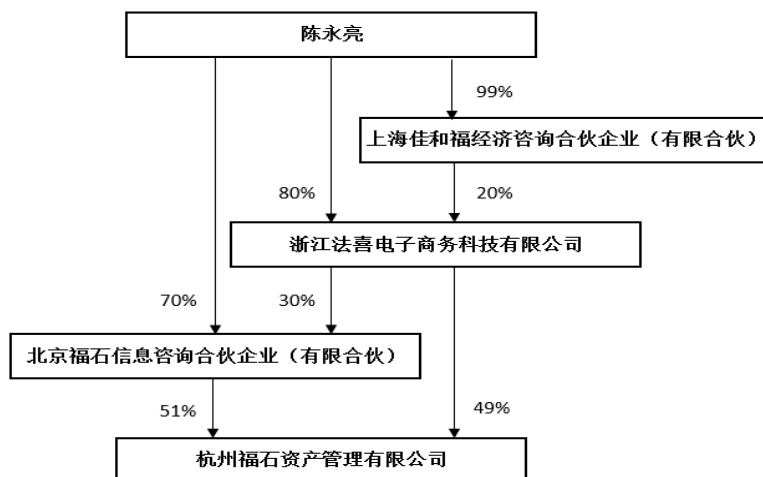 陈永亮
99%
上海佳和福经济咨询合伙企业（有限合伙）
80%
20%
浙江法喜电子商务科技有限公司
70%
30%
北京福石信息咨询合伙企业（有限合伙）
51%
49%
杭州福石资产管理有限公司